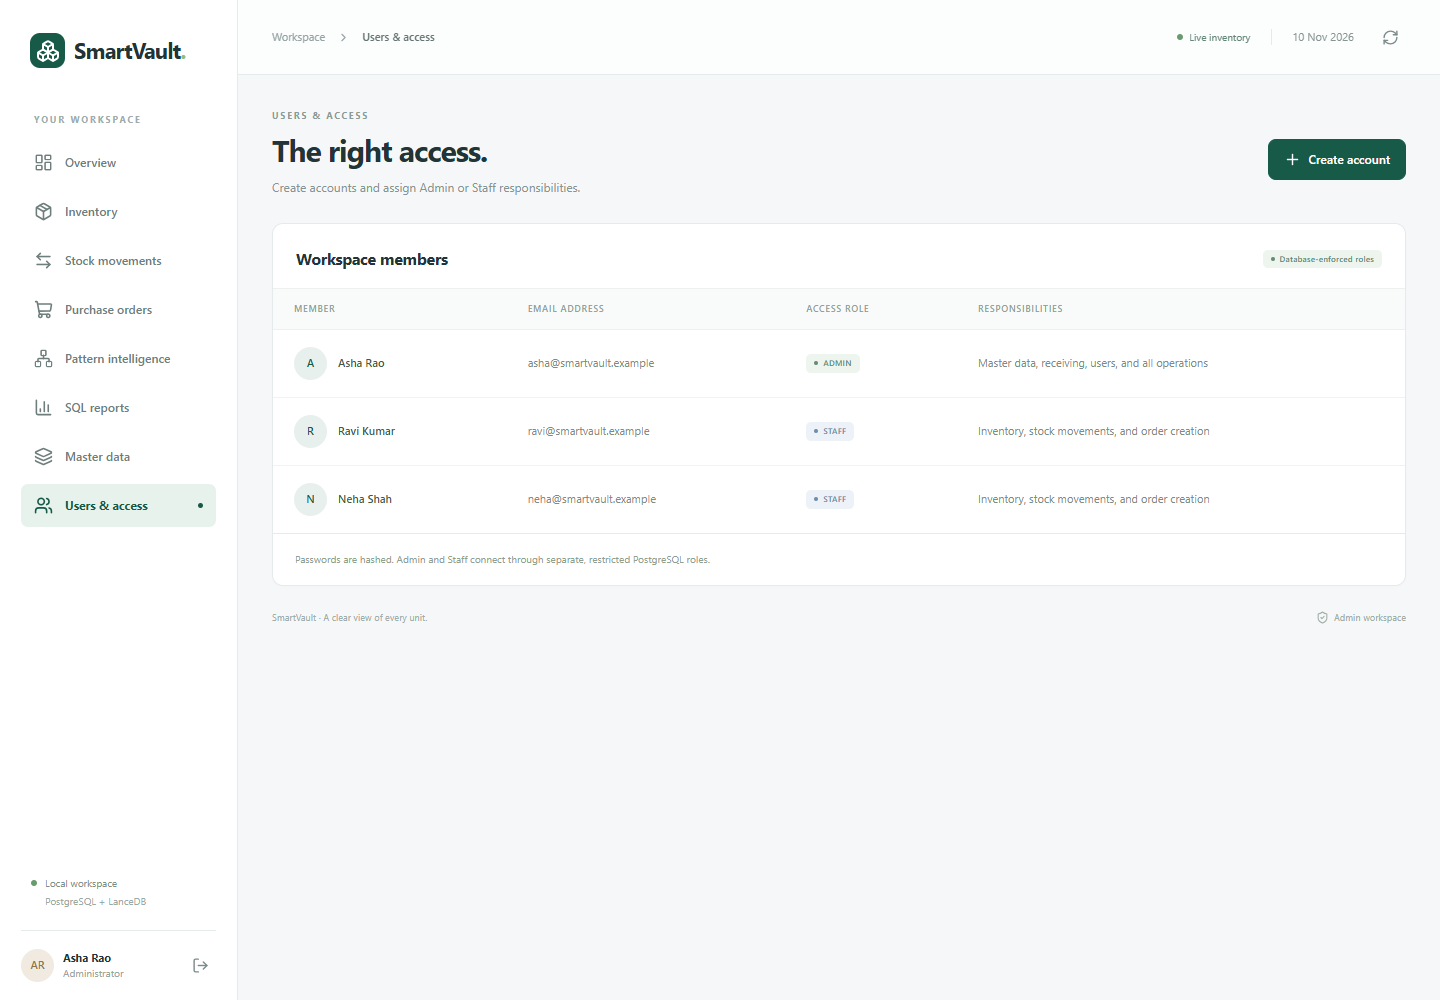 SmartVault.
YOUR WORKSPACE
Overview
Inventory
Stock movements
Purchase orders
Pattern intelligence
SQL reports
Master data
Users & access
Local workspace
PostgreSQL + LanceDB
AR
Asha Rao
Administrator
Workspace > Users & access
Live inventory
10 Nov 2026
USERS & ACCESS
The right access.
Create accounts and assign Admin or Staff responsibilities.
Create account
Workspace members
Database-enforced roles
MEMBER EMAIL ADDRESS ACCESS ROLE RESPONSIBILITIES
A Asha Rao asha@smartvault.example ADMIN Master data, receiving, users, and all operations
R Ravi Kumar ravi@smartvault.example STAFF Inventory, stock movements, and order creation
N Neha Shah neha@smartvault.example STAFF Inventory, stock movements, and order creation
Passwords are hashed. Admin and Staff connect through separate, restricted PostgreSQL roles.
SmartVault · A clear view of every unit.
Admin workspace